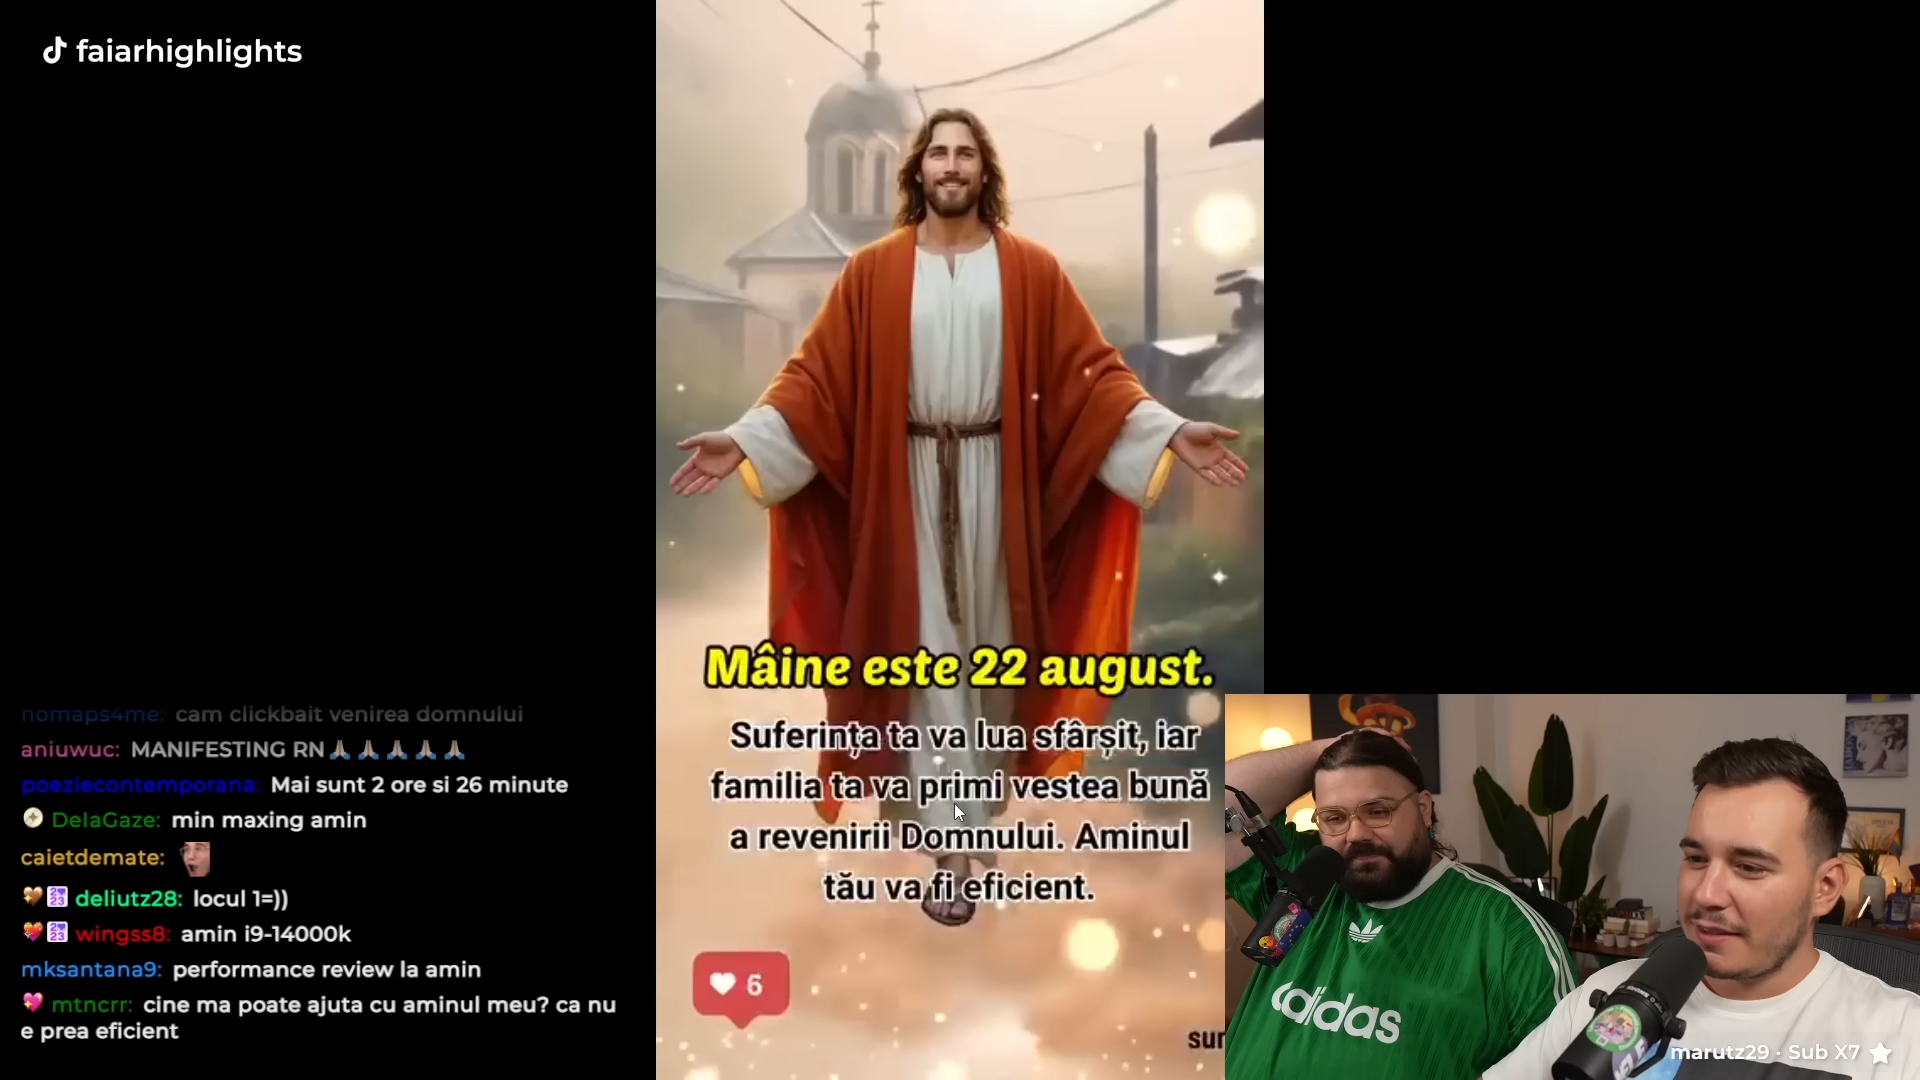 faiarhighlights
Mâine este 22 august.
Suferința ta va lua sfârșit, iar
familia ta va primi vestea bună
a revenirii Domnului. Aminul
tău va fi eficient.
6
sur
nomaps4me: cam clickbait venirea domnului
aniuwuc: MANIFESTING RN🙏🏼🙏🏼🙏🏼🙏🏼🙏🏼
poeziecontemporana: Mai sunt 2 ore si 26 minute
DelaGaze: min maxing amin
caietdemate:
deliutz28: locul 1=))
wingss8: amin i9-14000k
mksantana9: performance review la amin
mtncrr: cine ma poate ajuta cu aminul meu? ca nu
e prea eficient
adidas
marutz29 · Sub X7